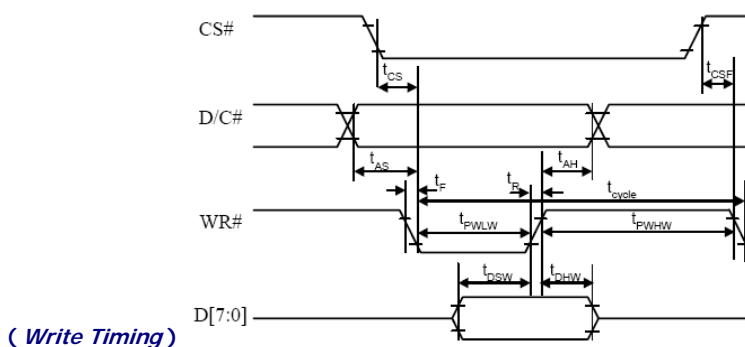 CS#
tCS
tCSF
D/C#
tAS
tAH
tF
tR
tcycle
WR#
tPWLW
tPWHW
tDSW
tDHW
D[7:0]
( Write Timing )